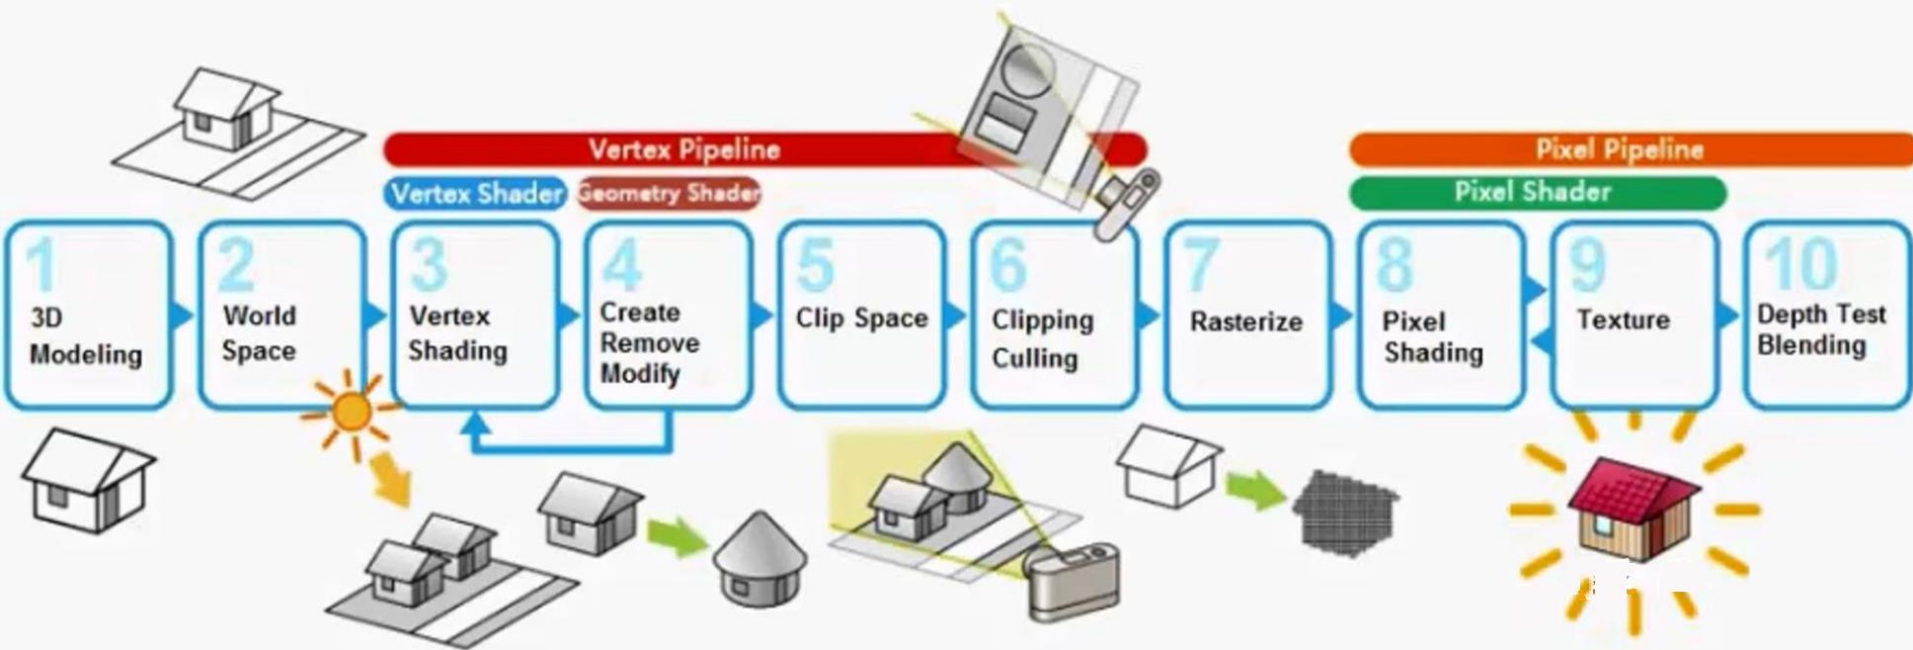 Vertex Pipeline
Pixel Pipeline
Vertex Shader
Geometry Shader
Pixel Shader
1
3D
Modeling
2
World
Space
3
Vertex
Shading
4
Create
Remove
Modify
5
Clip Space
6
Clipping
Culling
7
Rasterize
8
Pixel
Shading
9
Texture
10
Depth Test
Blending